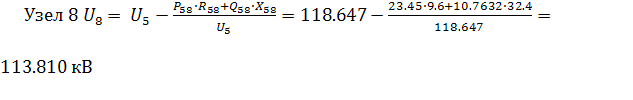 Узел 8 U₈ = U₅ − (P₅₈·R₅₈+Q₅₈·X₅₈)/U₅ = 118.647 − (23.45·9.6+10.7632·32.4)/118.647 =
113.810 кВ